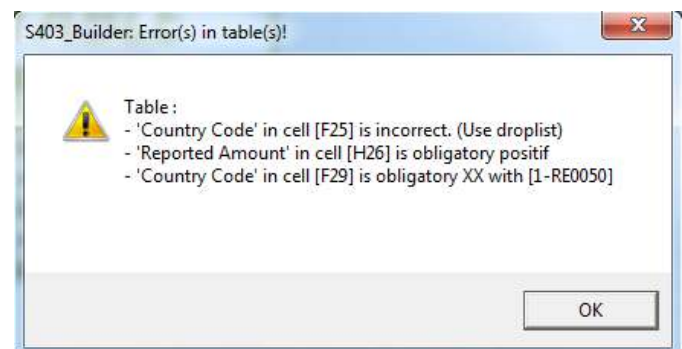 S403_Builder: Error(s) in table(s)!
Table :
- 'Country Code' in cell [F25] is incorrect. (Use droplist)
- 'Reported Amount' in cell [H26] is obligatory positif
- 'Country Code' in cell [F29] is obligatory XX with [1-RE0050]
OK